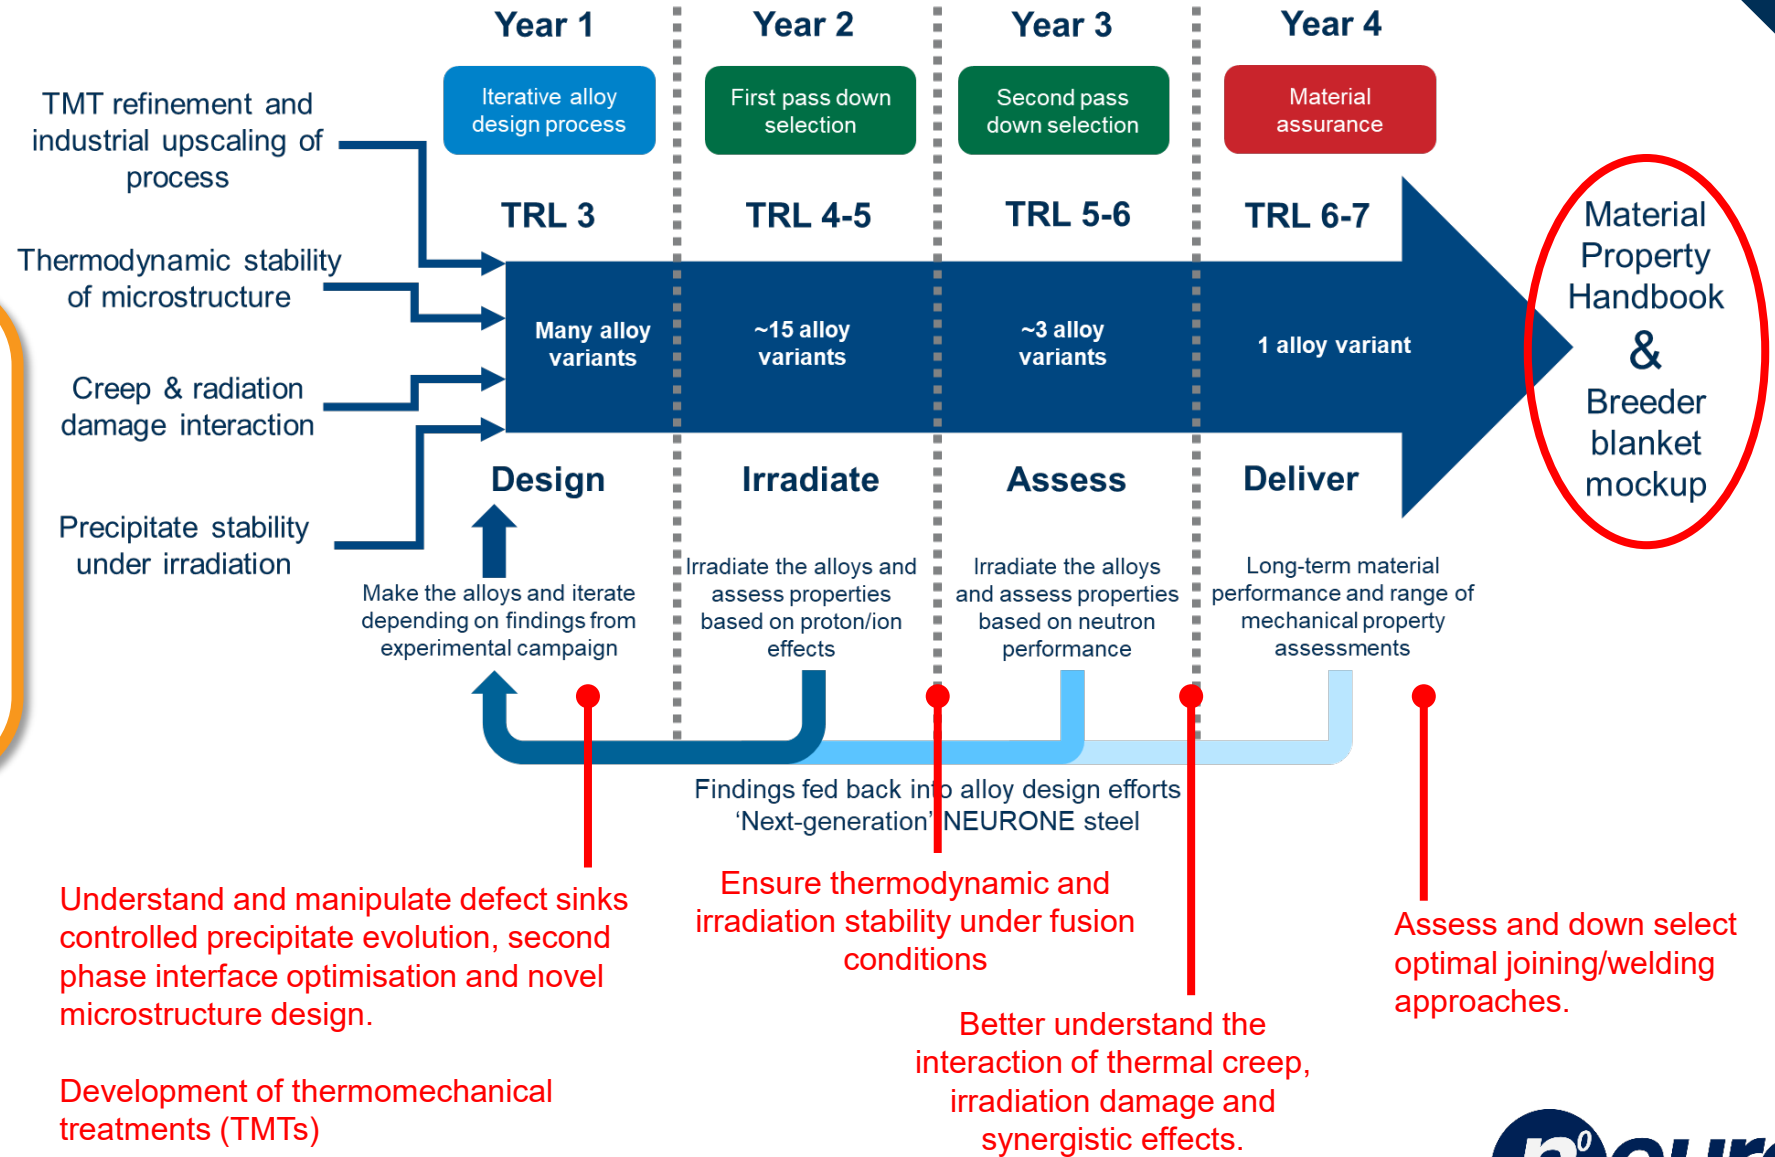 Year 1
Year 2
Year 3
Year 4
Iterative alloy
design process
First pass down
selection
Second pass
down selection
Material
assurance
TMT refinement and
industrial upscaling of
process
Thermodynamic stability
of microstructure
Creep & radiation
damage interaction
Precipitate stability
under irradiation
TRL 3
TRL 4-5
TRL 5-6
TRL 6-7
Many alloy
variants
~15 alloy
variants
~3 alloy
variants
1 alloy variant
Material
Property
Handbook
&
Breeder
blanket
mockup
Design
Irradiate
Assess
Deliver
Make the alloys and iterate
depending on findings from
experimental campaign
Irradiate the alloys and
assess properties
based on proton/ion
effects
Irradiate the alloys
and assess properties
based on neutron
performance
Long-term material
performance and range of
mechanical property
assessments
Findings fed back into alloy design efforts
‘Next-generation’ NEURONE steel
Understand and manipulate defect sinks
controlled precipitate evolution, second
phase interface optimisation and novel
microstructure design.
Development of thermomechanical
treatments (TMTs)
Ensure thermodynamic and
irradiation stability under fusion
conditions
Better understand the
interaction of thermal creep,
irradiation damage and
synergistic effects.
Assess and down select
optimal joining/welding
approaches.